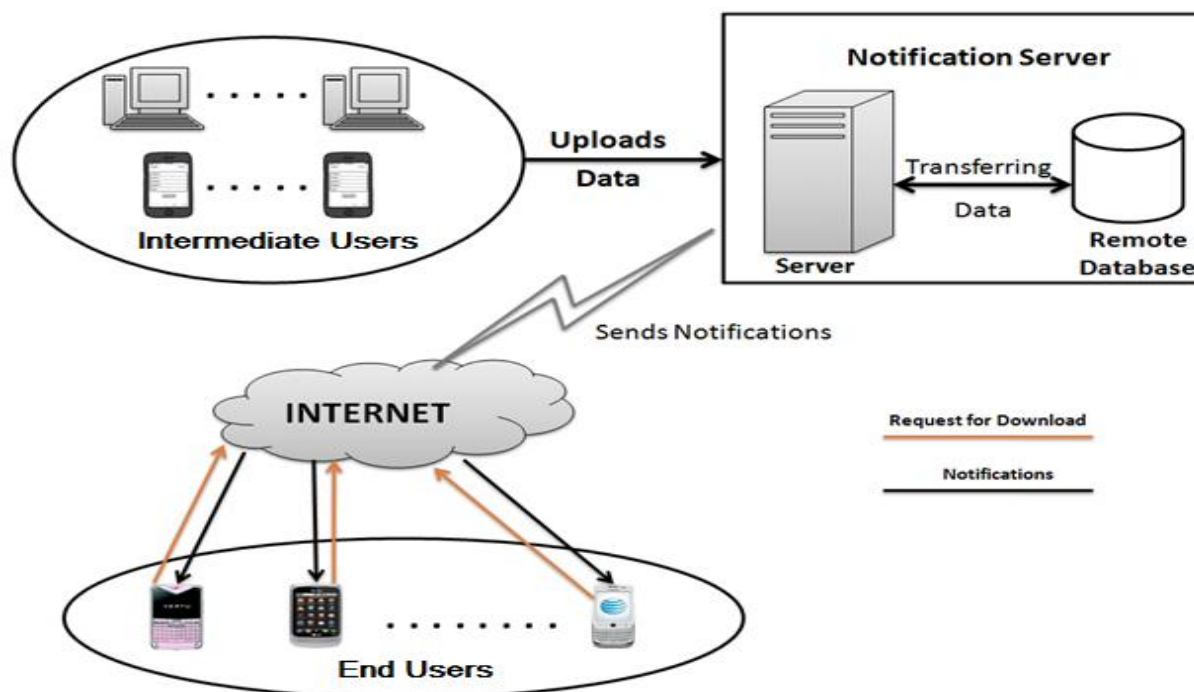 Notification Server
Uploads
Data
Transferring
Data
Intermediate Users
Server
Remote
Database
Sends Notifications
INTERNET
Request for Download
Notifications
VERTU
End Users